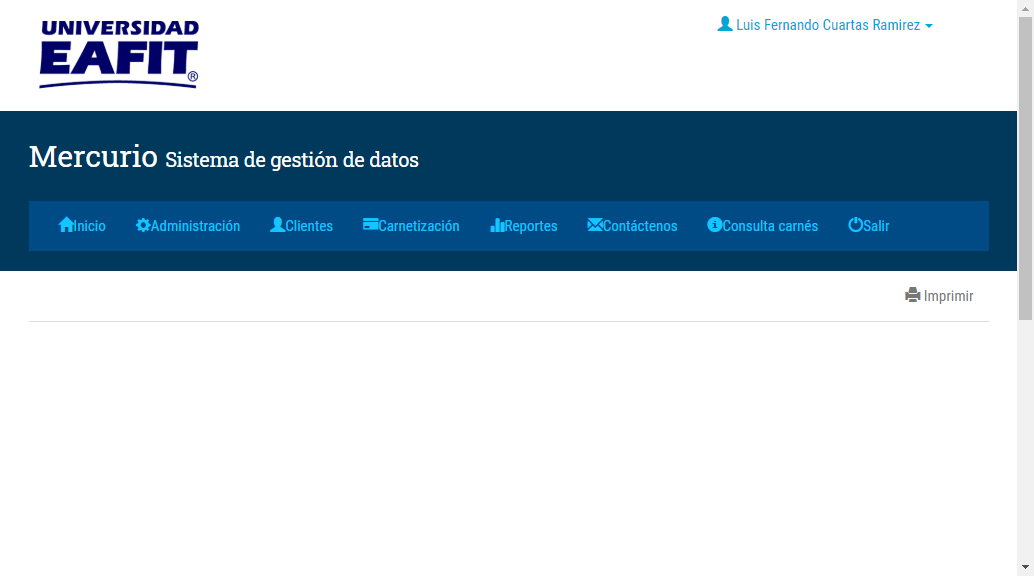 UNIVERSIDAD
EAFIT®
Luis Fernando Cuartas Ramirez
Mercurio Sistema de gestión de datos
Inicio Administración Clientes Carnetización Reportes Contáctenos Consulta carnés Salir
Imprimir